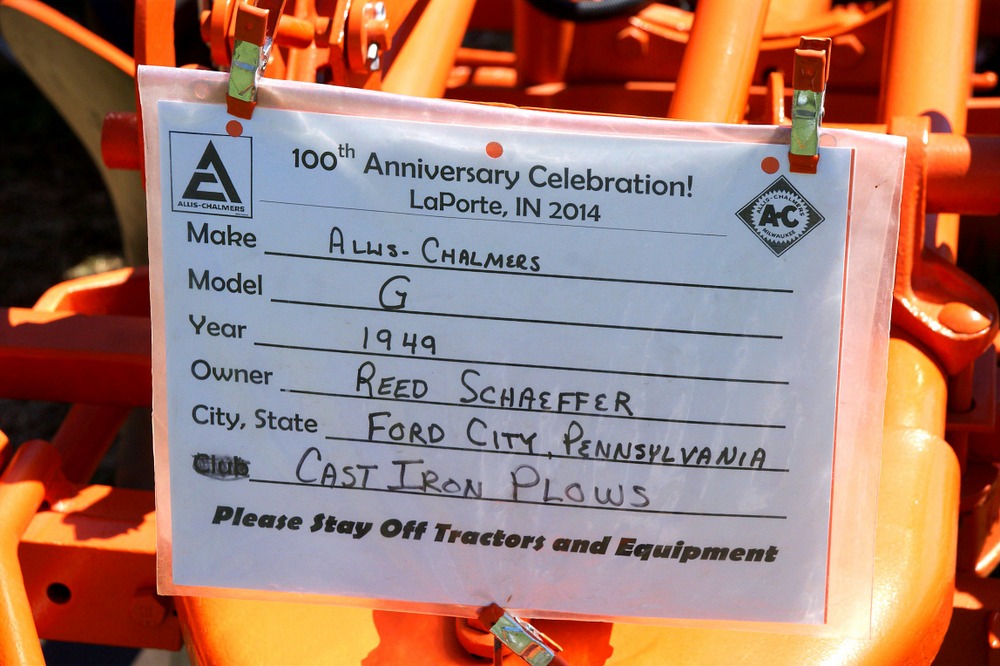 100th Anniversary Celebration!
LaPorte, IN 2014
ALLIS-CHALMERS
ALLIS-CHALMERS
A-C
MILWAUKEE
Make ALLIS-CHALMERS
Model G
Year 1949
Owner REED SCHAEFFER
City, State FORD CITY, PENNSYLVANIA
Club CAST IRON PLOWS
Please Stay Off Tractors and Equipment